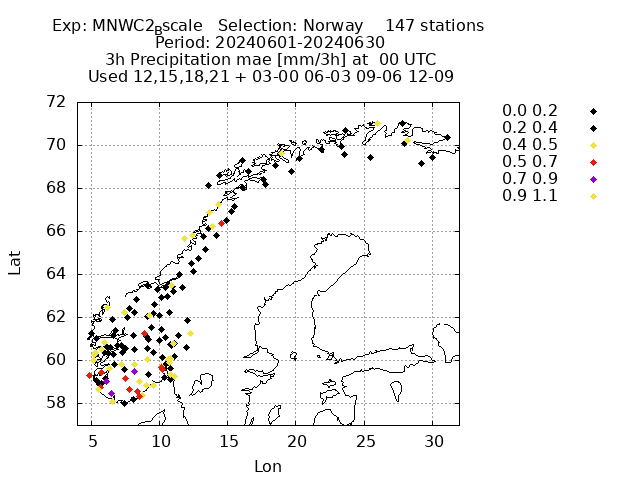 Exp: MNWC2Bscale   Selection: Norway    147 stations
Period: 20240601-20240630
3h Precipitation mae [mm/3h] at  00 UTC
Used 12,15,18,21 + 03-00 06-03 09-06 12-09
0.0 0.2
0.2 0.4
0.4 0.5
0.5 0.7
0.7 0.9
0.9 1.1
72
70
68
66
64
62
60
58
Lat
5 10 15 20 25 30
Lon